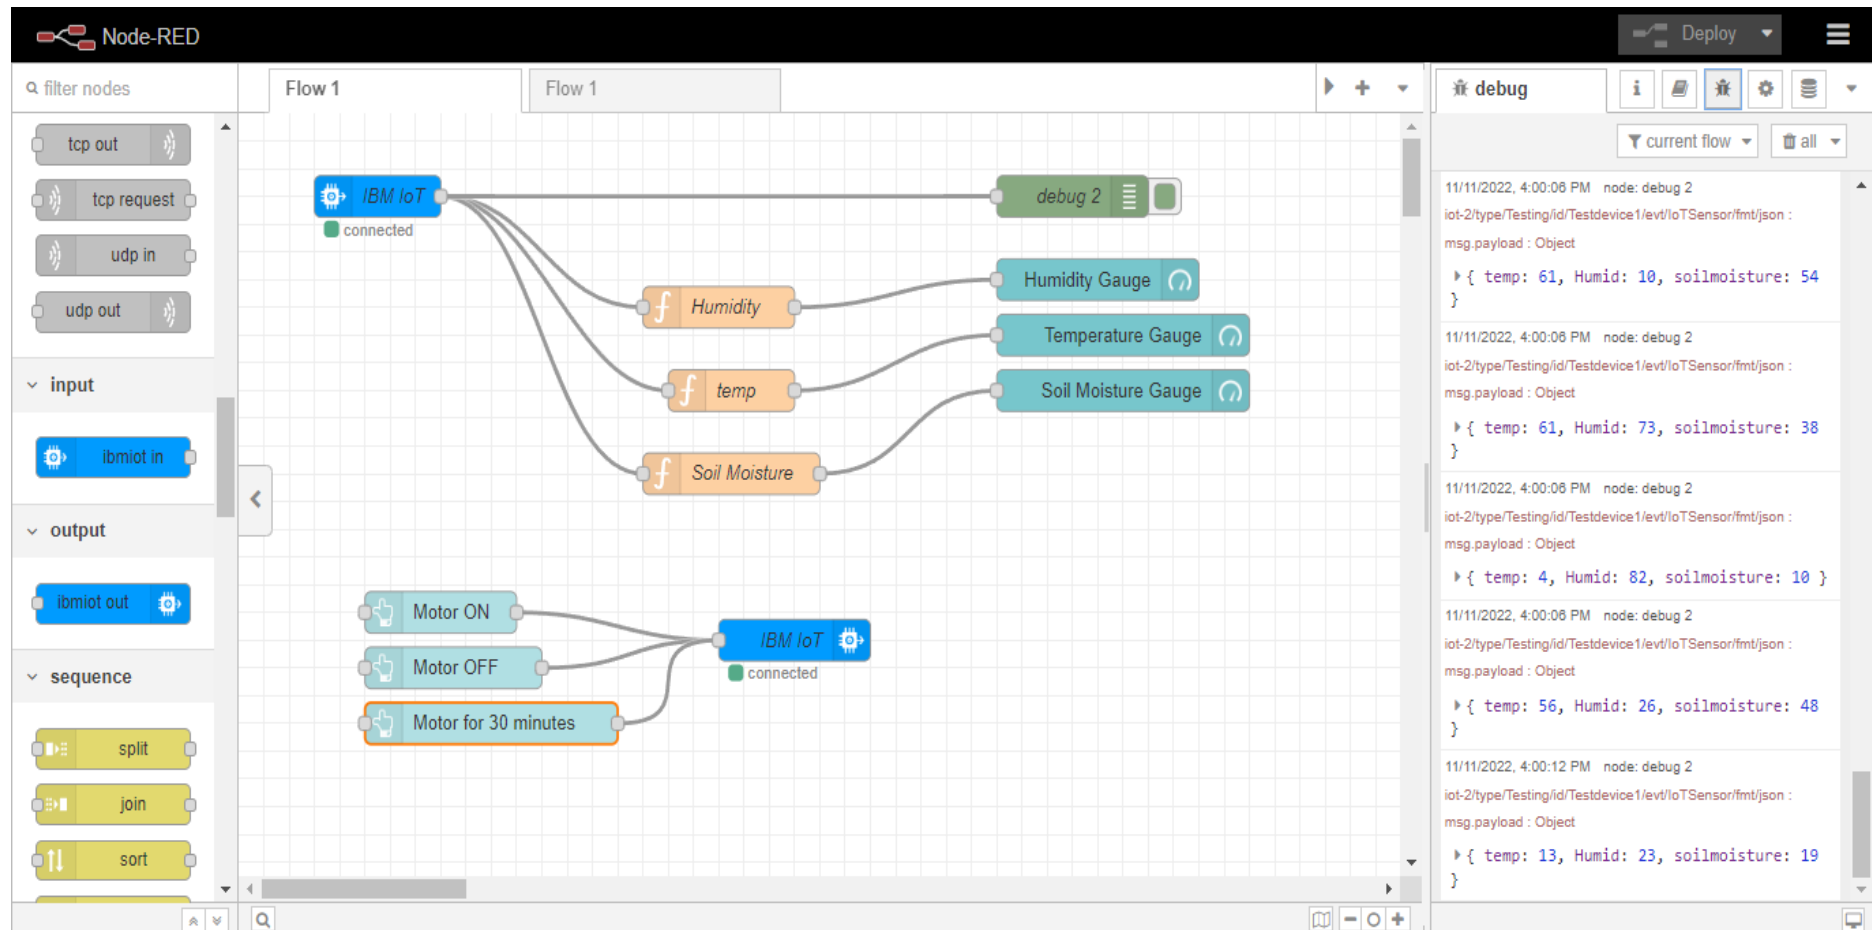 Node-RED
Deploy
filter nodes
Flow 1
Flow 1
debug
i
current flow
all
tcp out
tcp request
udp in
udp out
input
ibmiot in
output
ibmiot out
sequence
split
join
sort
IBM IoT
connected
debug 2
Humidity
Humidity Gauge
Temperature Gauge
temp
Soil Moisture Gauge
Soil Moisture
Motor ON
Motor OFF
Motor for 30 minutes
IBM IoT
connected
11/11/2022, 4:00:06 PM node: debug 2
iot-2/type/Testing/id/Testdevice1/evt/IoTSensor/fmt/json :
msg.payload : Object
{ temp: 61, Humid: 10, soilmoisture: 54
}
11/11/2022, 4:00:06 PM node: debug 2
iot-2/type/Testing/id/Testdevice1/evt/IoTSensor/fmt/json :
msg.payload : Object
{ temp: 61, Humid: 73, soilmoisture: 38
}
11/11/2022, 4:00:06 PM node: debug 2
iot-2/type/Testing/id/Testdevice1/evt/IoTSensor/fmt/json :
msg.payload : Object
{ temp: 4, Humid: 82, soilmoisture: 10 }
11/11/2022, 4:00:06 PM node: debug 2
iot-2/type/Testing/id/Testdevice1/evt/IoTSensor/fmt/json :
msg.payload : Object
{ temp: 56, Humid: 26, soilmoisture: 48
}
11/11/2022, 4:00:12 PM node: debug 2
iot-2/type/Testing/id/Testdevice1/evt/IoTSensor/fmt/json :
msg.payload : Object
{ temp: 13, Humid: 23, soilmoisture: 19
}